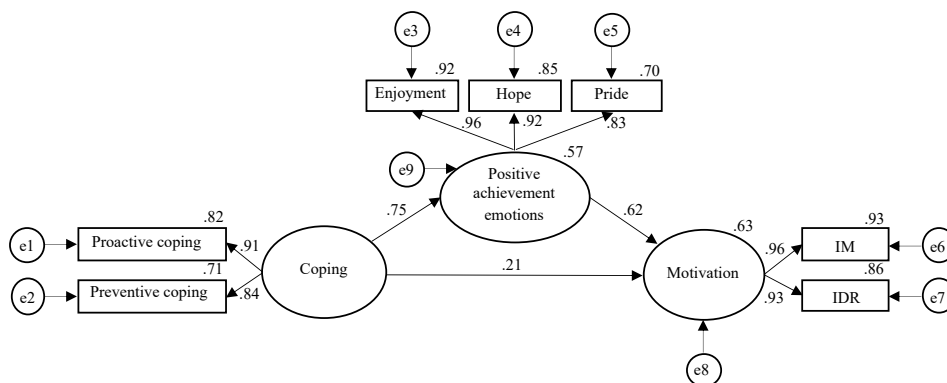 e3
e4
e5
.92
.85
.70
Enjoyment
Hope
Pride
.96
.92
.83
e9
.57
Positive
achievement
emotions
.75
.62
e1
.82
Proactive coping
.91
.71
e2
Preventive coping
.84
Coping
.21
.63
Motivation
.96
.93
.93
IM
e6
.86
IDR
e7
e8